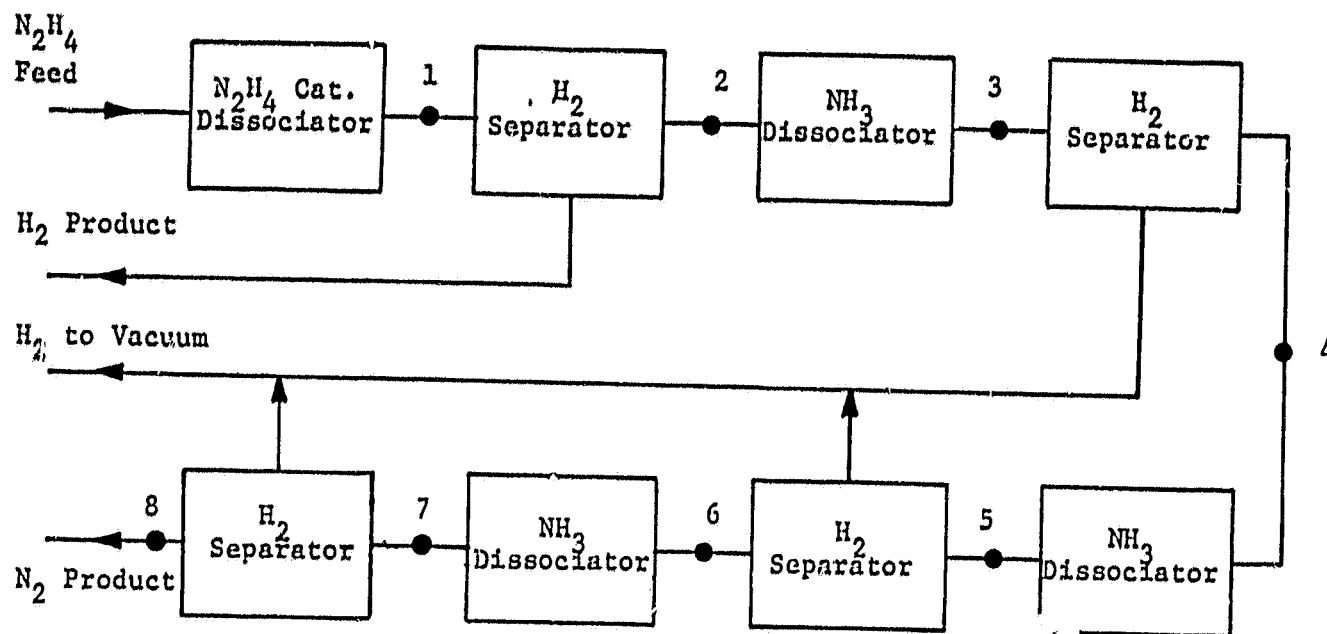 N₂H₄
Feed
N₂H₄ Cat.
Dissociator
1
H₂
Separator
2
NH₃
Dissociator
3
H₂
Separator
H₂ Product
H₂ to Vacuum
4
8
H₂
Separator
7
NH₃
Dissociator
6
H₂
Separator
5
NH₃
Dissociator
N₂ Product